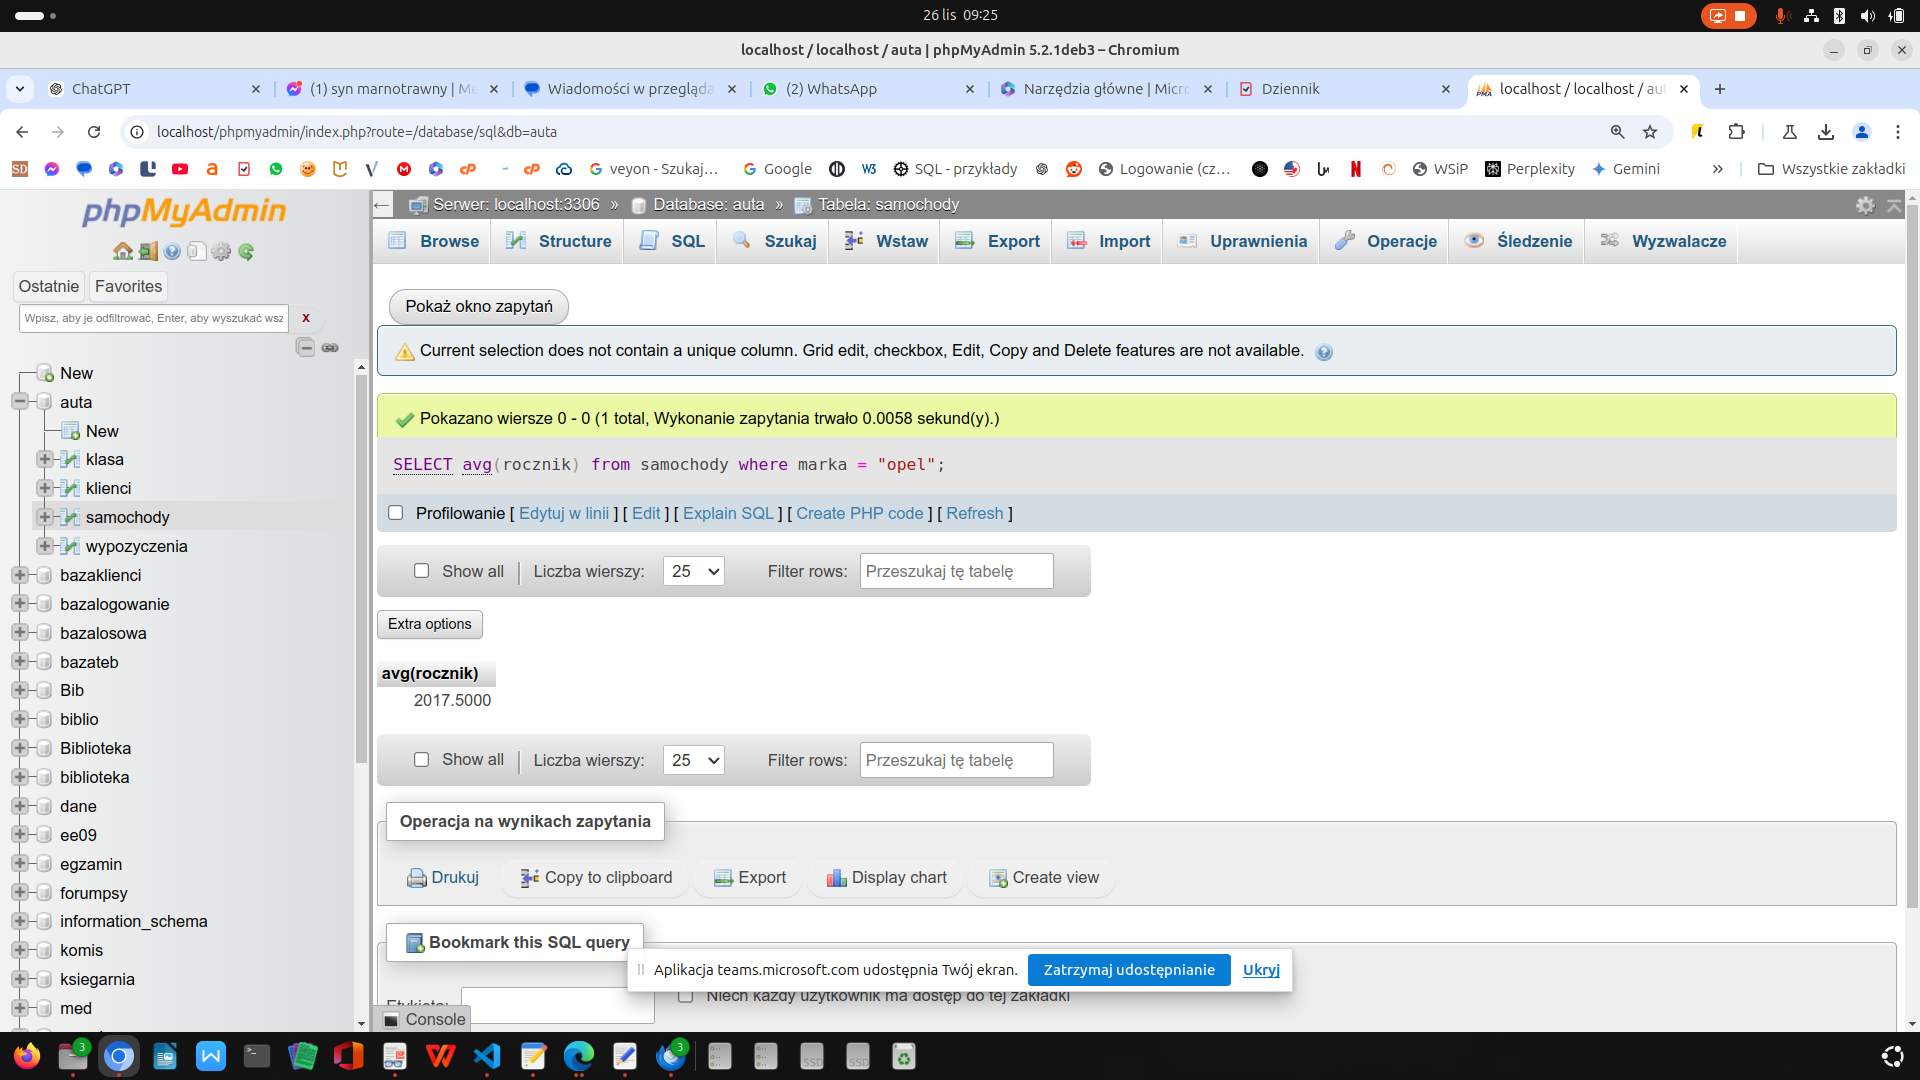 26 lis 09:25
localhost / localhost / auta | phpMyAdmin 5.2.1deb3 – Chromium
ChatGPT
(1) syn marnotrawny | Me
Wiadomości w przegląda
(2) WhatsApp
Narzędzia główne | Micro
Dziennik
localhost / localhost / aut
localhost/phpmyadmin/index.php?route=/database/sql&db=auta
veyon - Szukaj…
Google
SQL - przykłady
Logowanie (cz…
WSiP
Perplexity
Gemini
»
Wszystkie zakładki
phpMyAdmin
Ostatnie
Favorites
Wpisz, aby je odfiltrować, Enter, aby wyszukać wsz
x
New
auta
New
klasa
klienci
samochody
wypozyczenia
bazaklienci
bazalogowanie
bazalosowa
bazateb
Bib
biblio
Biblioteka
biblioteka
dane
ee09
egzamin
forumpsy
information_schema
komis
ksiegarnia
med
Serwer: localhost:3306 » Database: auta » Tabela: samochody
Browse
Structure
SQL
Szukaj
Wstaw
Export
Import
Uprawnienia
Operacje
Śledzenie
Wyzwalacze
Pokaż okno zapytań
Current selection does not contain a unique column. Grid edit, checkbox, Edit, Copy and Delete features are not available.
Pokazano wiersze 0 - 0 (1 total, Wykonanie zapytania trwało 0.0058 sekund(y).)
SELECT avg(rocznik) from samochody where marka = "opel";
Profilowanie [ Edytuj w linii ] [ Edit ] [ Explain SQL ] [ Create PHP code ] [ Refresh ]
Show all | Liczba wierszy: 25 Filter rows: Przeszukaj tę tabelę
Extra options
avg(rocznik)
2017.5000
Show all | Liczba wierszy: 25 Filter rows: Przeszukaj tę tabelę
Operacja na wynikach zapytania
Drukuj
Copy to clipboard
Export
Display chart
Create view
Bookmark this SQL query
Aplikacja teams.microsoft.com udostępnia Twój ekran.
Zatrzymaj udostępnianie
Ukryj
Etykieta:
Niech każdy użytkownik ma dostęp do tej zakładki
Console
3
3